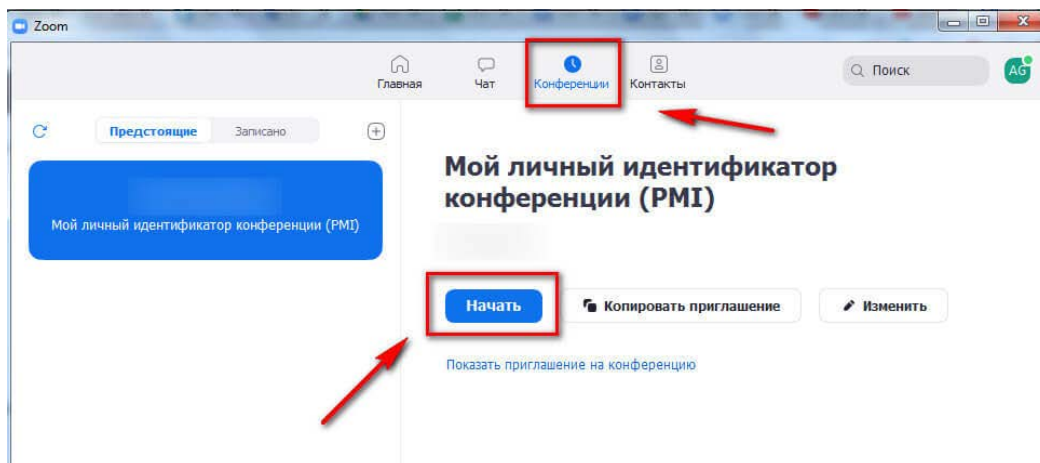 Zoom
Главная
Чат
Конференции
Контакты
Поиск
AG
Предстоящие
Записано
Мой личный идентификатор
конференции (PMI)
Мой личный идентификатор конференции (PMI)
Начать
Копировать приглашение
Изменить
Показать приглашение на конференцию